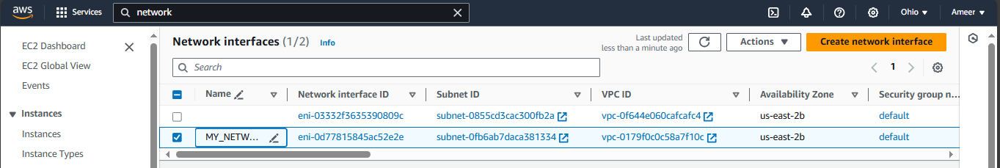 aws Services network Ohio Ameer
EC2 Dashboard
EC2 Global View
Events
Instances
Instances
Instance Types
Network interfaces (1/2) Info
Last updated
less than a minute ago
Actions
Create network interface
Search
1
Name Network interface ID Subnet ID VPC ID Availability Zone Security group n...
eni-03332f3635390809c subnet-0855cd3cac300fb2a vpc-0f644e060cafcafc4 us-east-2b default
MY_NETW... eni-0d77815845ac52e2e subnet-0fb6ab7daca381334 vpc-0179f0c0c58a7f10c us-east-2b default